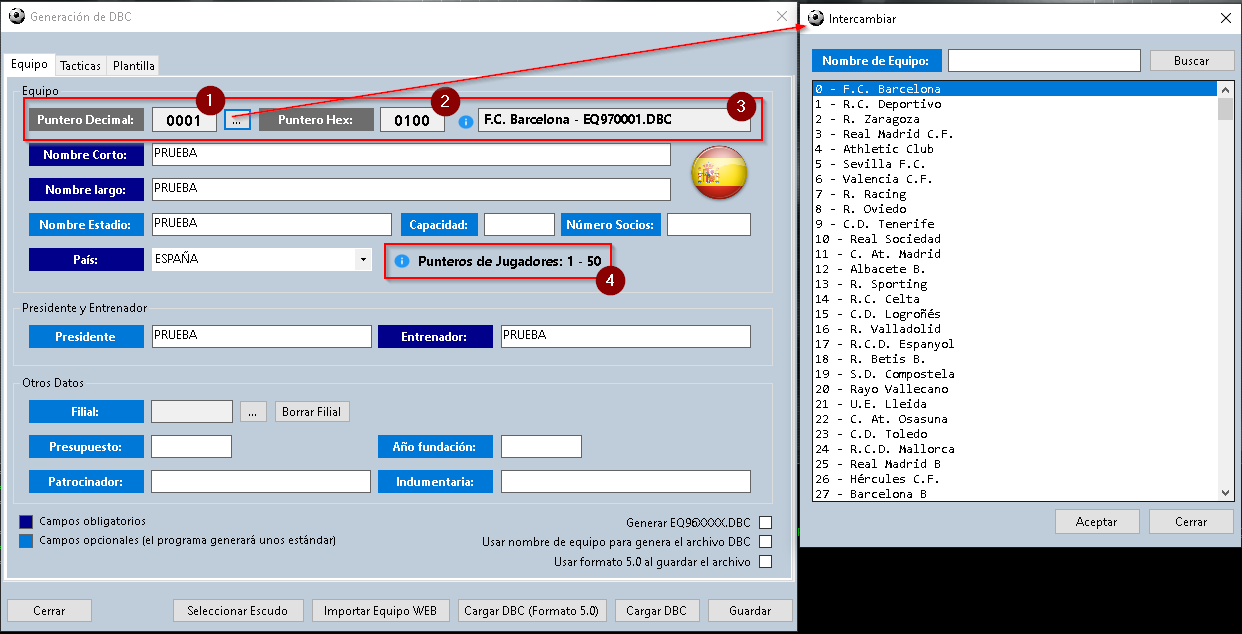 Generación de DBC
Equipo Tacticas Plantilla
Equipo
1 2 3
Puntero Decimal: 0001 ... Puntero Hex: 0100 F.C. Barcelona - EQ970001.DBC
Nombre Corto: PRUEBA
Nombre largo: PRUEBA
Nombre Estadio: PRUEBA Capacidad: Número Socios:
País: ESPAÑA Punteros de Jugadores: 1 - 50
4
Presidente y Entrenador
Presidente PRUEBA Entrenador: PRUEBA
Otros Datos
Filial: ... Borrar Filial
Presupuesto: Año fundación:
Patrocinador: Indumentaria:
Campos obligatorios
Campos opcionales (el programa generará unos estándar)
Generar EQ96XXXX.DBC
Usar nombre de equipo para genera el archivo DBC
Usar formato 5.0 al guardar el archivo
Cerrar Seleccionar Escudo Importar Equipo WEB Cargar DBC (Formato 5.0) Cargar DBC Guardar
Intercambiar
Nombre de Equipo: Buscar
0 - F.C. Barcelona
1 - R.C. Deportivo
2 - R. Zaragoza
3 - Real Madrid C.F.
4 - Athletic Club
5 - Sevilla F.C.
6 - Valencia C.F.
7 - R. Racing
8 - R. Oviedo
9 - C.D. Tenerife
10 - Real Sociedad
11 - C. At. Madrid
12 - Albacete B.
13 - R. Sporting
14 - R.C. Celta
15 - C.D. Logroñés
16 - R. Valladolid
17 - R.C.D. Espanyol
18 - R. Betis B.
19 - S.D. Compostela
20 - Rayo Vallecano
21 - U.E. Lleida
22 - C. At. Osasuna
23 - C.D. Toledo
24 - R.C.D. Mallorca
25 - Real Madrid B
26 - Hércules C.F.
27 - Barcelona B
Aceptar Cerrar